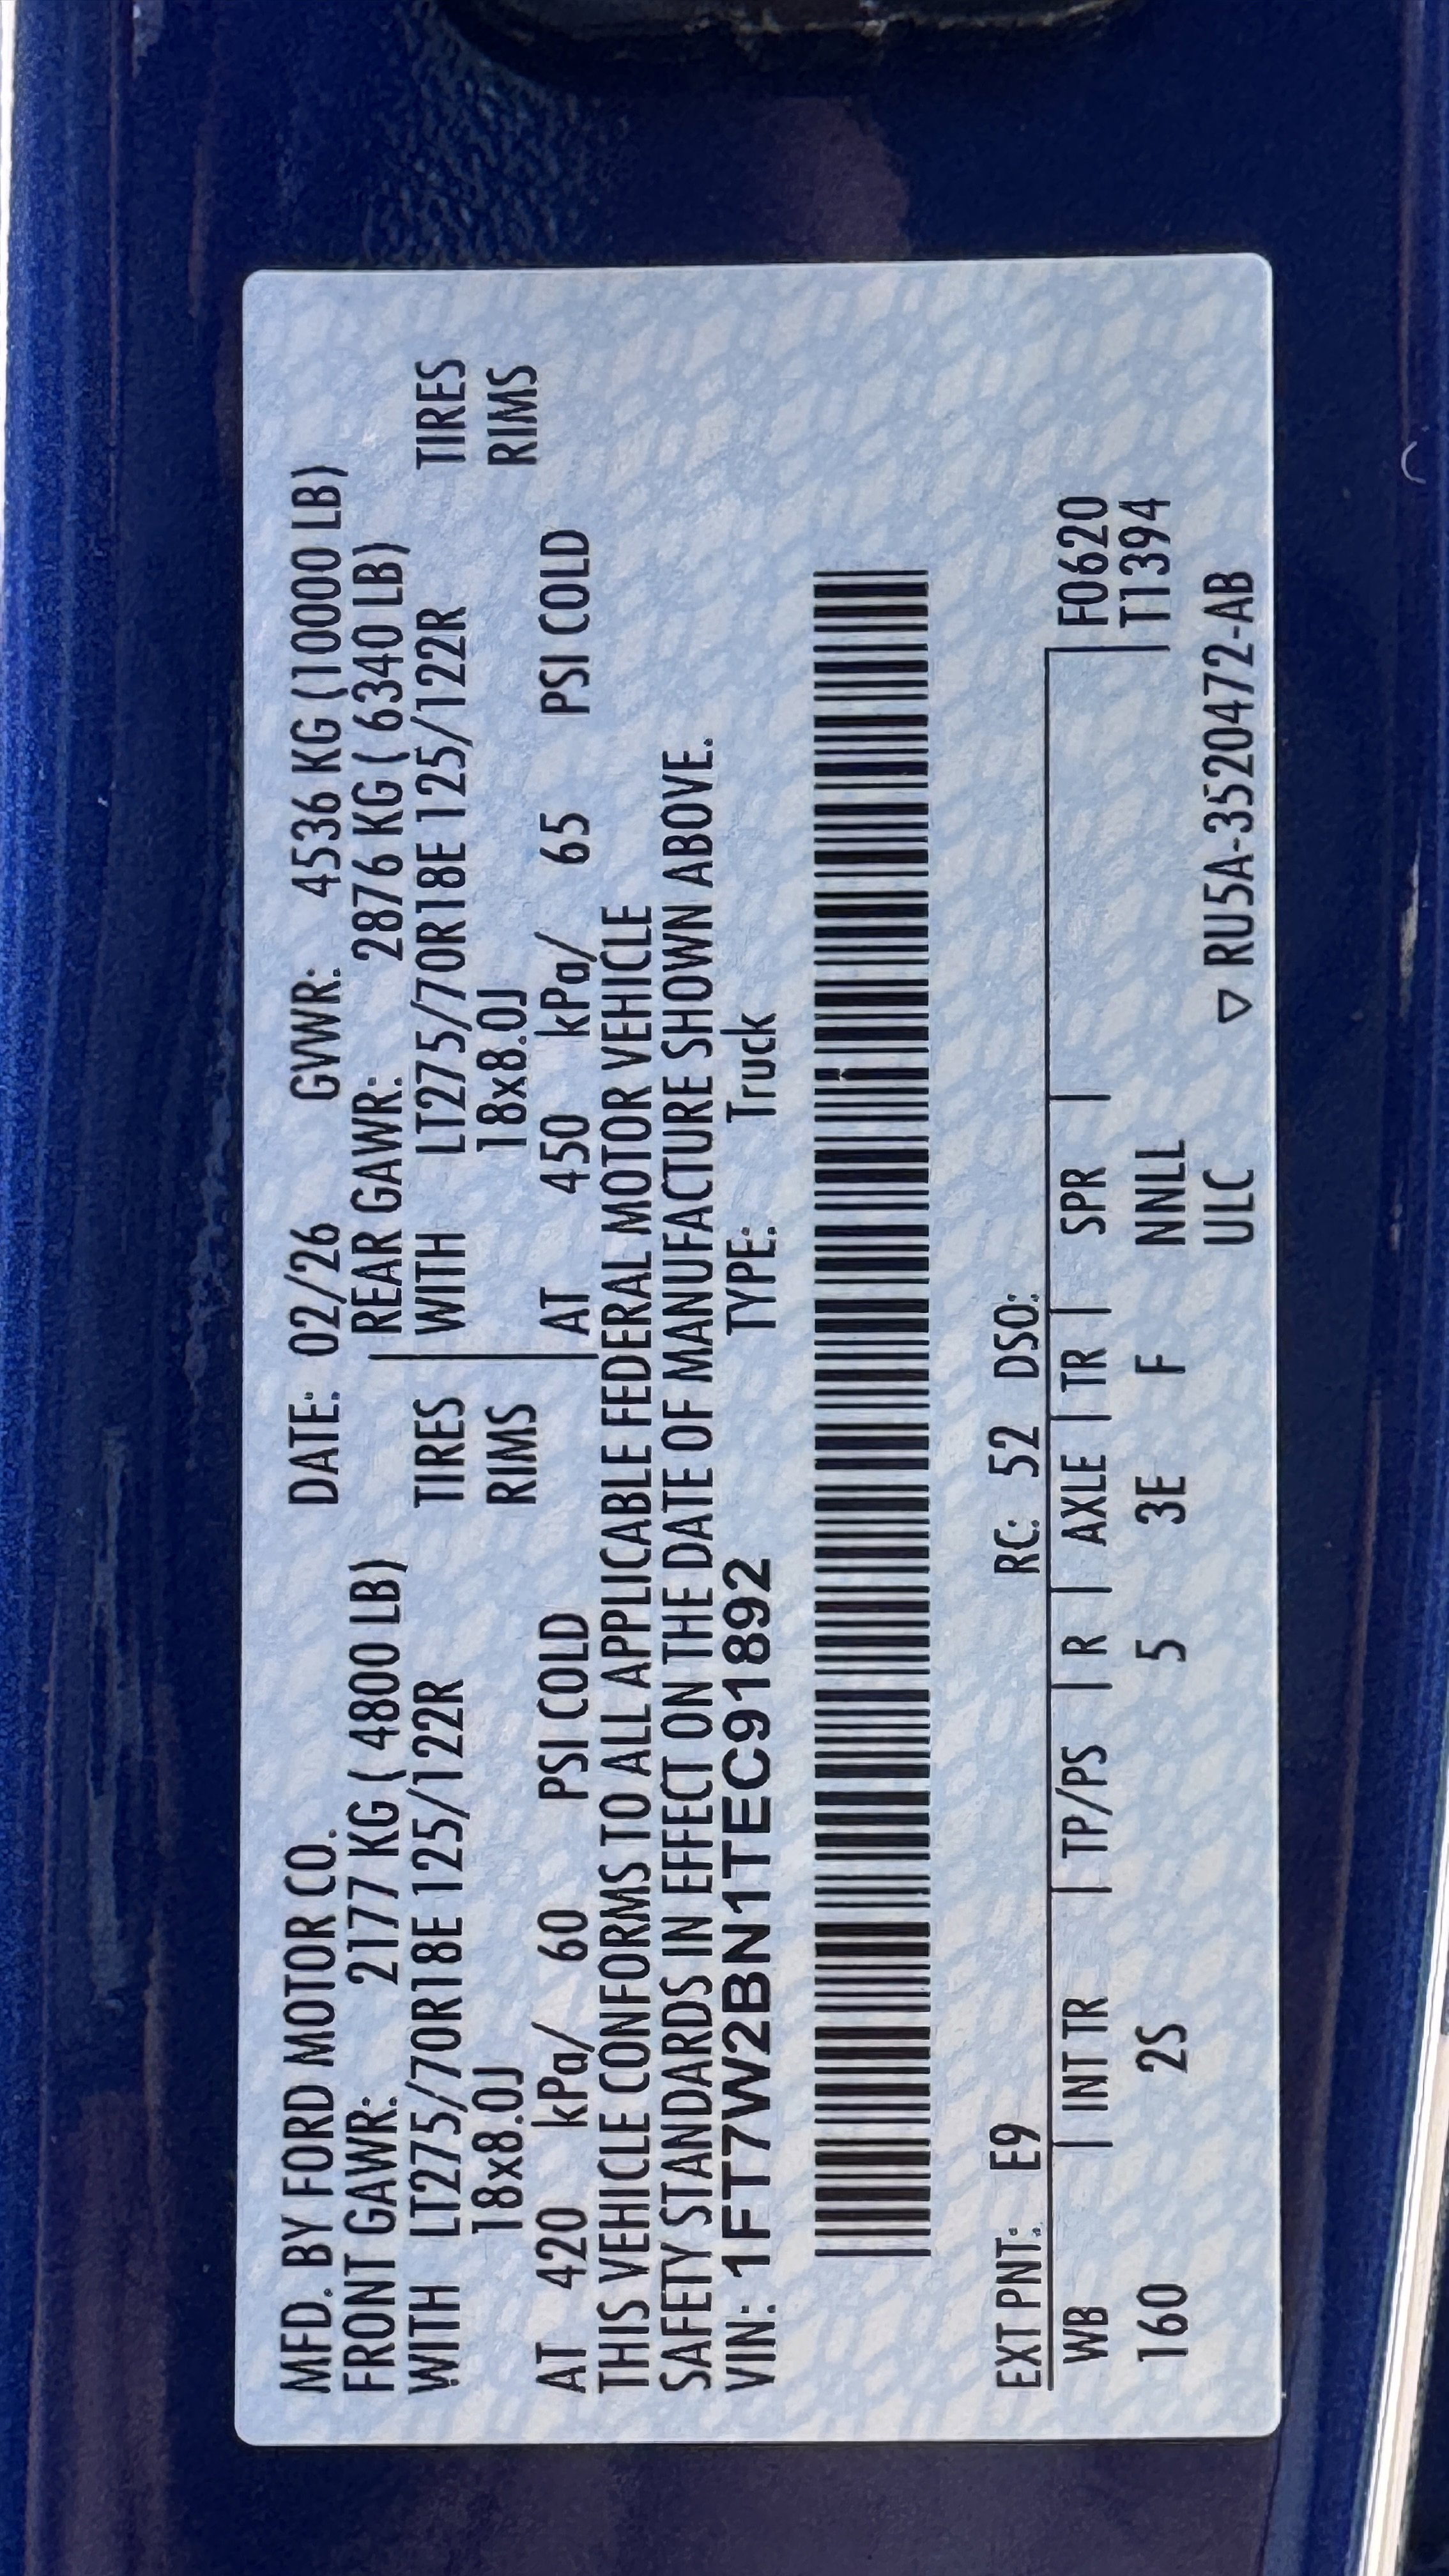 MFD. BY FORD MOTOR CO. DATE: 02/26 GVWR: 4536 KG (10000 LB)
FRONT GAWR: 2177 KG ( 4800 LB) REAR GAWR: 2876 KG ( 6340 LB)
WITH LT275/70R18E 125/122R TIRES WITH LT275/70R18E 125/122R TIRES
18x8.0J RIMS 18x8.0J RIMS
AT 420 kPa/ 60 PSI COLD AT 450 kPa/ 65 PSI COLD
THIS VEHICLE CONFORMS TO ALL APPLICABLE FEDERAL MOTOR VEHICLE
SAFETY STANDARDS IN EFFECT ON THE DATE OF MANUFACTURE SHOWN ABOVE.
VIN: 1FT7W2BN1TEC91892 TYPE: Truck
EXT PNT: E9 RC: 52 DSO:
WB | INT TR | TP/PS | R | AXLE | TR | SPR | F0620
160 2S 5 3E F NNLL T1394
ULC ▽ RU5A-3520472-AB